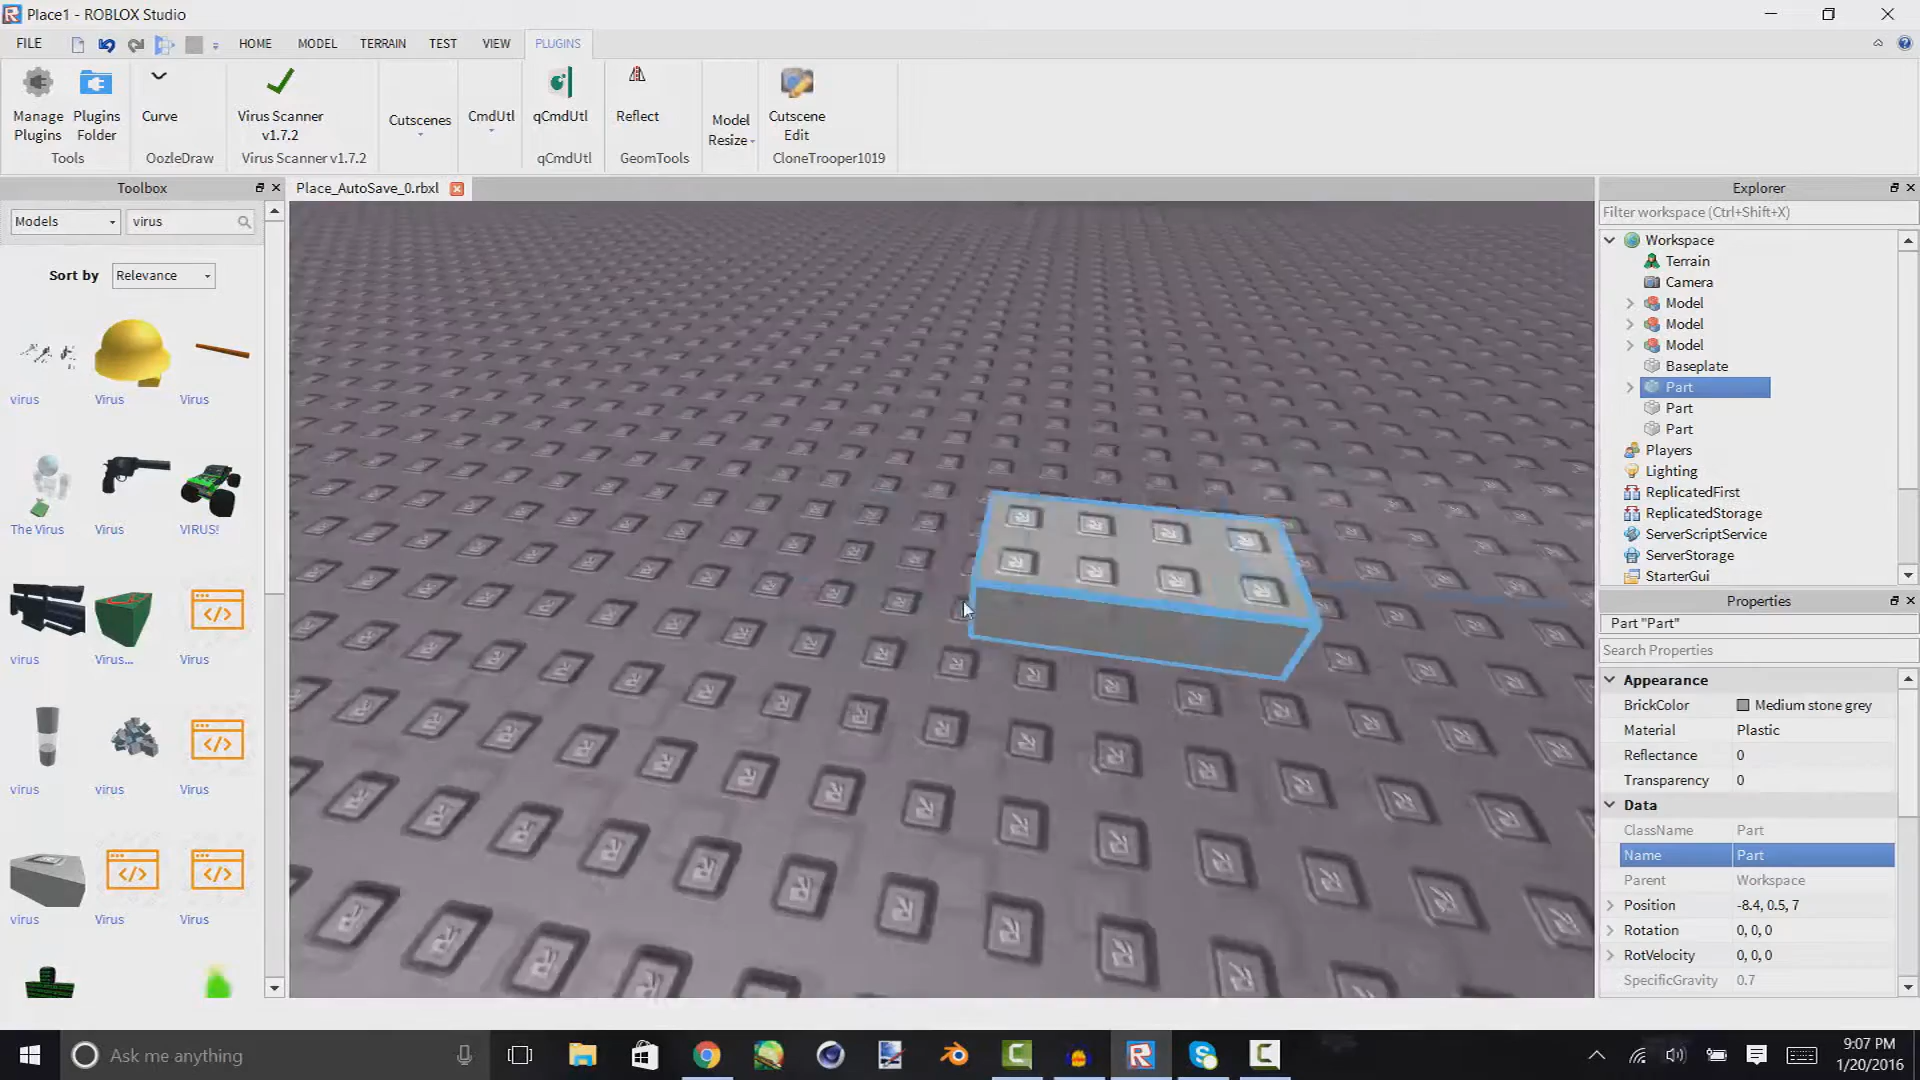 Place1 - ROBLOX Studio
FILE HOME MODEL TERRAIN TEST VIEW PLUGINS
Manage Plugins
Plugins Folder
Tools
Curve
OozleDraw
Virus Scanner v1.7.2
Virus Scanner v1.7.2
Cutscenes
CmdUtl
qCmdUtl
qCmdUtl
Reflect
GeomTools
Model Resize
Cutscene Edit
CloneTrooper1019
Toolbox
Models virus
Sort by Relevance
virus Virus Virus
The Virus Virus VIRUS!
virus Virus... Virus
virus virus Virus
virus Virus Virus
Place_AutoSave_0.rbxl
Explorer
Filter workspace (Ctrl+Shift+X)
Workspace
Terrain
Camera
Model
Model
Model
Baseplate
Part
Part
Part
Players
Lighting
ReplicatedFirst
ReplicatedStorage
ServerScriptService
ServerStorage
StarterGui
Properties
Part "Part"
Search Properties
Appearance
BrickColor Medium stone grey
Material Plastic
Reflectance 0
Transparency 0
Data
ClassName Part
Name Part
Parent Workspace
Position -8.4, 0.5, 7
Rotation 0, 0, 0
RotVelocity 0, 0, 0
SpecificGravity 0.7
Ask me anything
9:07 PM
1/20/2016